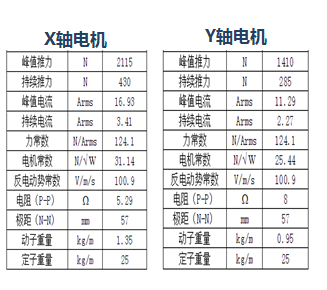 X轴电机
峰值推力 N 2115
持续推力 N 430
峰值电流 Arms 16.93
持续电流 Arms 3.41
力常数 N/Arms 124.1
电机常数 N/√W 31.14
反电动势常数 V/m/s 100.9
电阻(P-P) Ω 5.29
极距(N-N) mm 57
动子重量 kg/m 1.35
定子重量 kg/m 25
Y轴电机
峰值推力 N 1410
持续推力 N 285
峰值电流 Arms 11.29
持续电流 Arms 2.27
力常数 N/Arms 124.1
电机常数 N/√W 25.44
反电动势常数 V/m/s 100.9
电阻(P-P) Ω 8
极距(N-N) mm 57
动子重量 kg/m 0.95
定子重量 kg/m 25